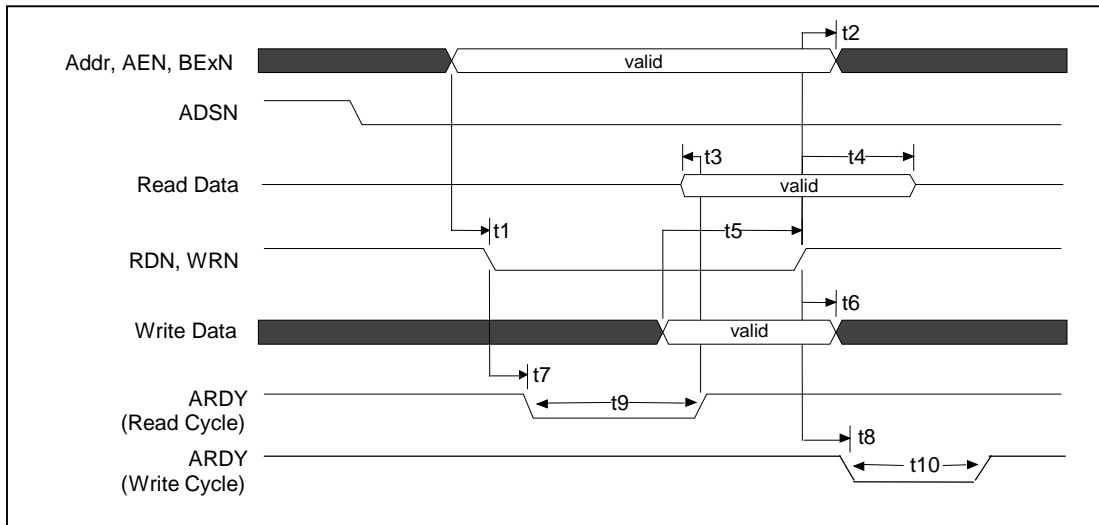 t2
Addr, AEN, BExN
valid
ADSN
t3
t4
Read Data
valid
t1
t5
RDN, WRN
t6
Write Data
valid
t7
ARDY
(Read Cycle)
t9
t8
ARDY
(Write Cycle)
t10